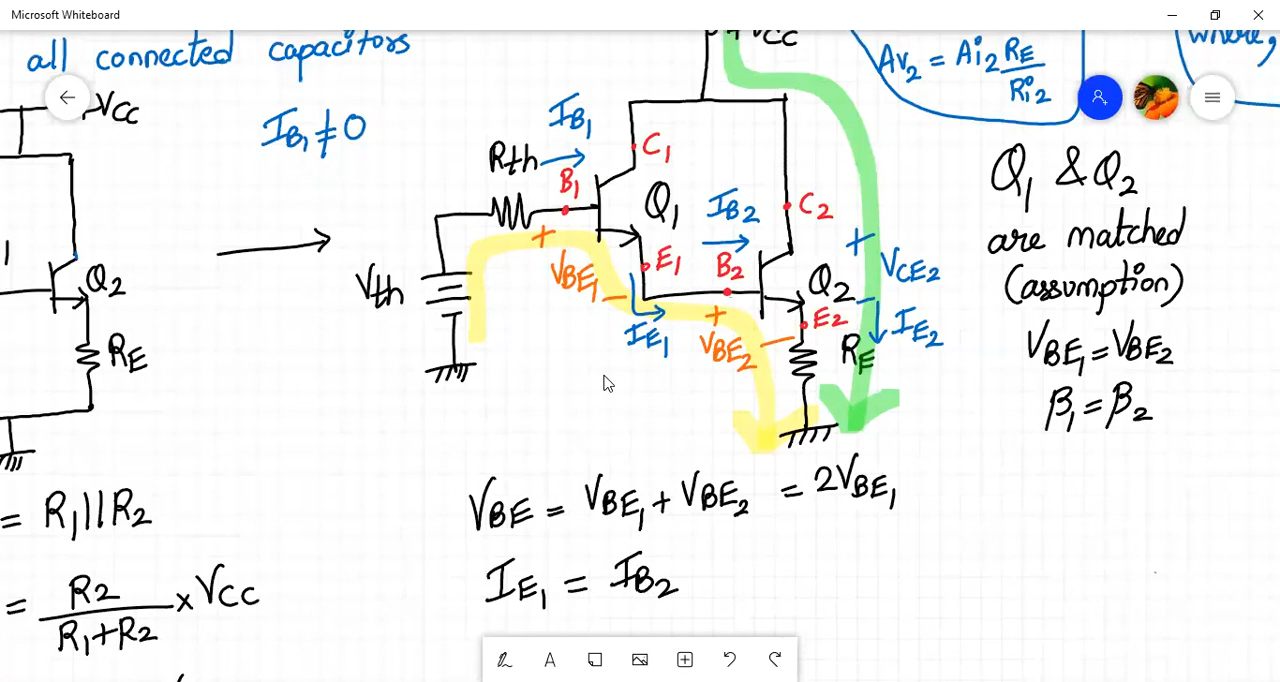 Microsoft Whiteboard
all connected capacitors
VCC
IB1 ≠ 0
Q2
RE
= R1||R2
= R2 / (R1+R2) × VCC
VCC
IB1
Rth
B1
C1
Q1
IB2
C2
Vth
+
VBE1
–
E1
B2
IE1
+
VBE2
–
Q2
E2
RE
+
VCE2
–
IE2
AV2 = Ai2 RE / Ri2
where,
Q1 & Q2
are matched
(assumption)
VBE1 = VBE2
β1 = β2
VBE = VBE1 + VBE2 = 2VBE1
IE1 = IB2